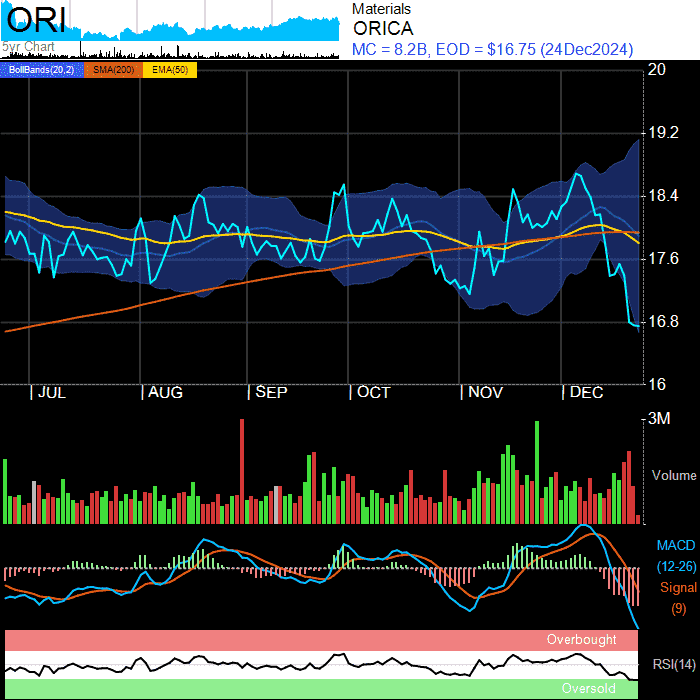 ORI
5yr Chart
Materials
ORICA
MC = 8.2B, EOD = $16.75 (24Dec2024)
BollBands(20,2) SMA(200) EMA(50)
20
19.2
18.4
17.6
16.8
16
JUL AUG SEP OCT NOV DEC
3M
Volume
MACD
(12-26)
Signal
(9)
Overbought
RSI(14)
Oversold